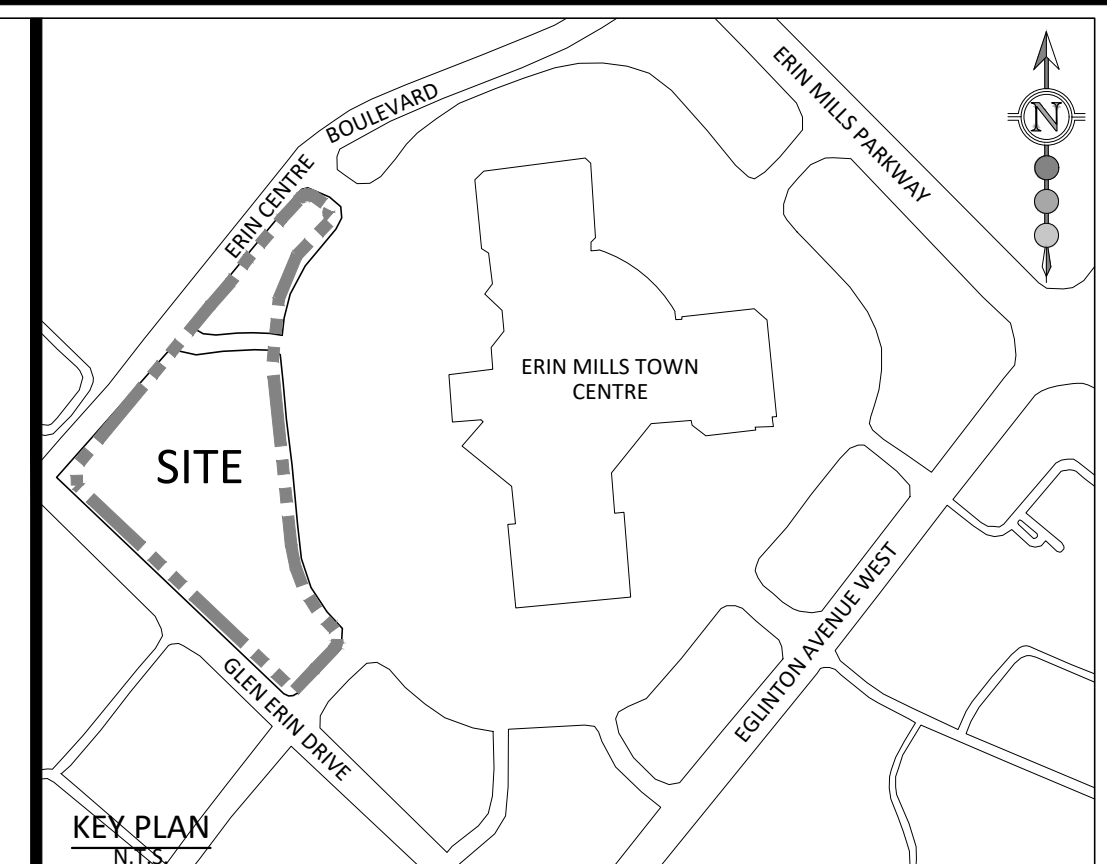 ERIN MILLS PARKWAY
N
ERIN CENTRE BOULEVARD
ERIN MILLS TOWN
CENTRE
SITE
EGLINTON AVENUE WEST
GLEN ERIN DRIVE
KEY PLAN
N.T.S.